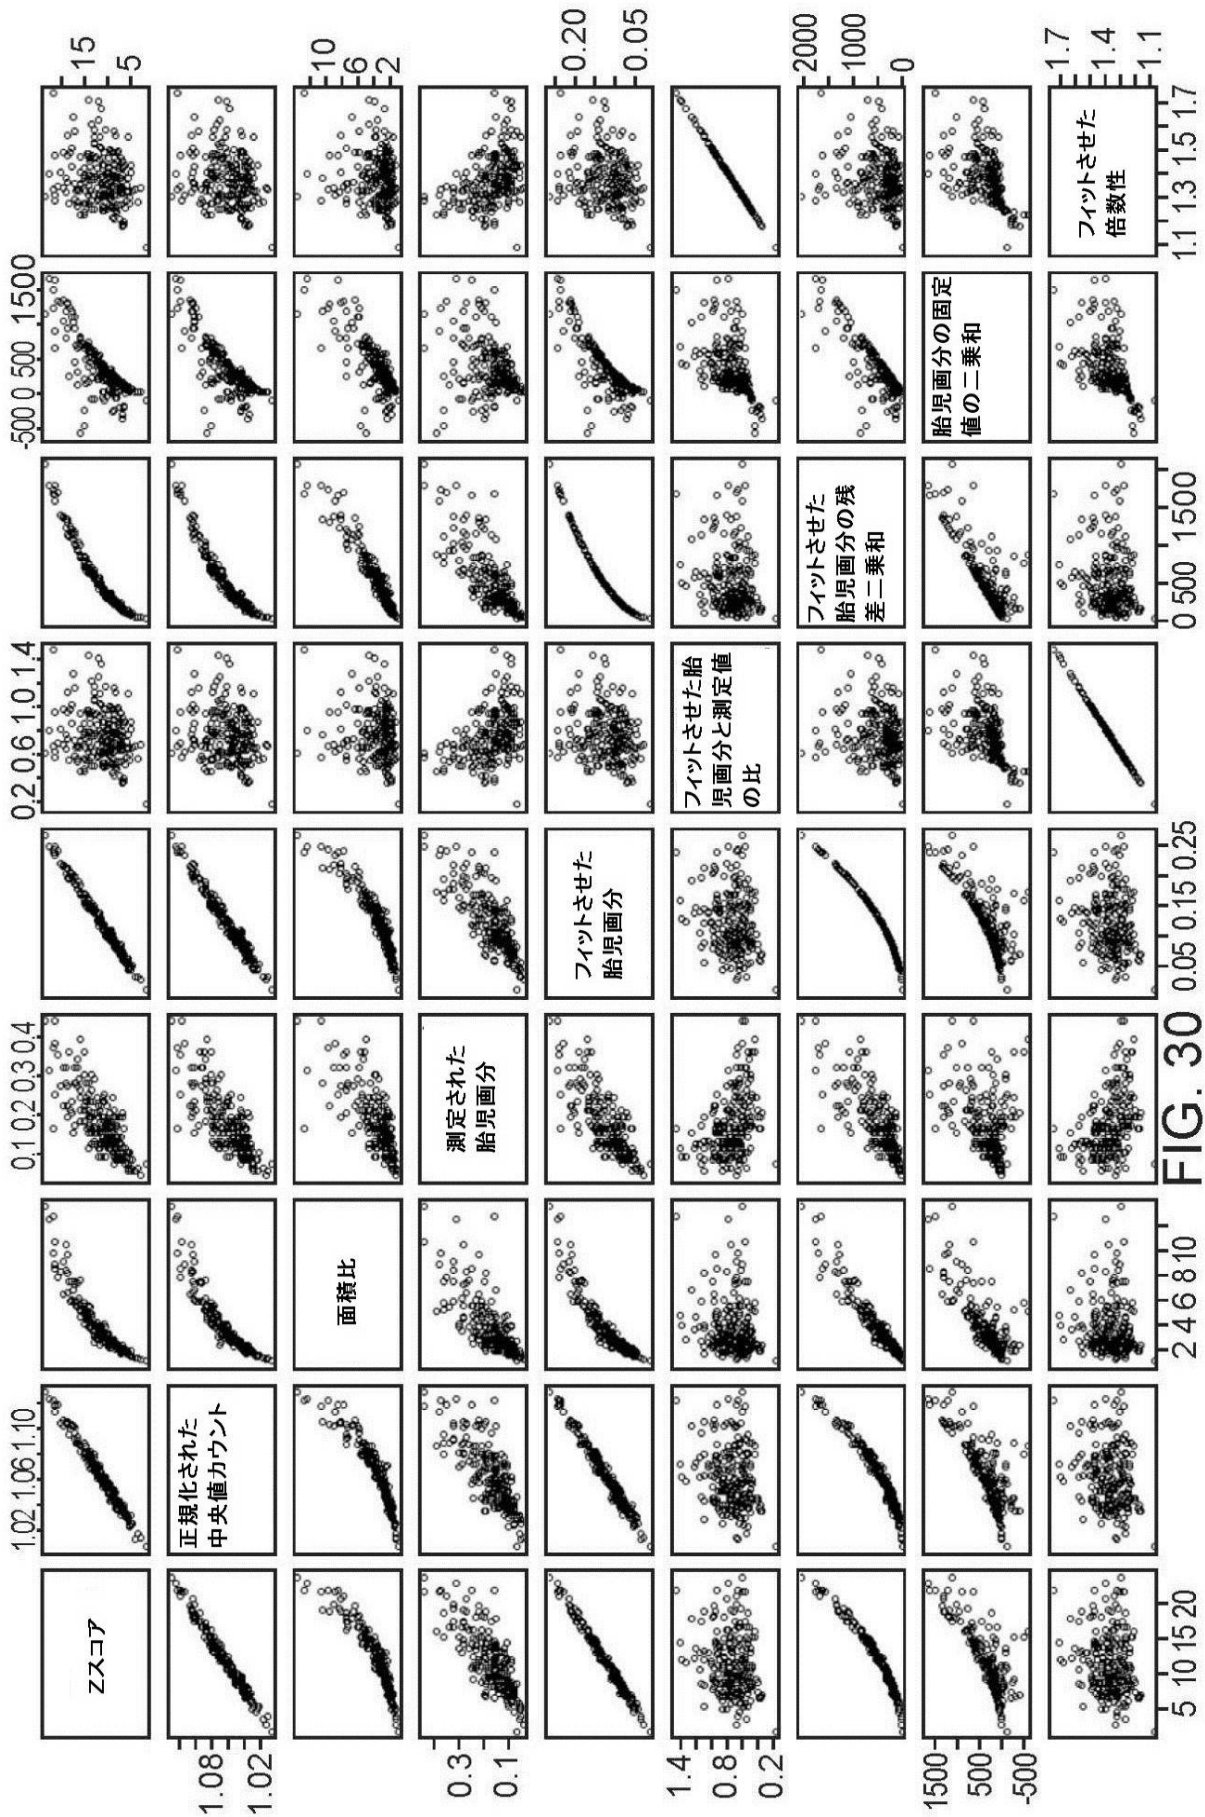 1.02 1.06 1.10
0.1 0.2 0.3 0.4
0.2 0.6 1.0 1.4
-500 0 500 1500
Zスコア
15
5
1.08
1.02
正規化された
中央値カウント
面積比
10
6
2
0.3
0.1
測定された
胎児画分
フィットさせた
胎児画分
0.20
0.05
1.4
0.8
0.2
フィットさせた胎
児画分と測定値
の比
フィットさせた
胎児画分の残
差二乗和
2000
1000
0
1500
500
-500
胎児画分の固定
値の二乗和
フィットさせた
倍数性
1.7
1.4
1.1
5 10 15 20
2 4 6 8 10
0.05 0.15 0.25
0 500 1500
1.1 1.3 1.5 1.7
FIG. 30